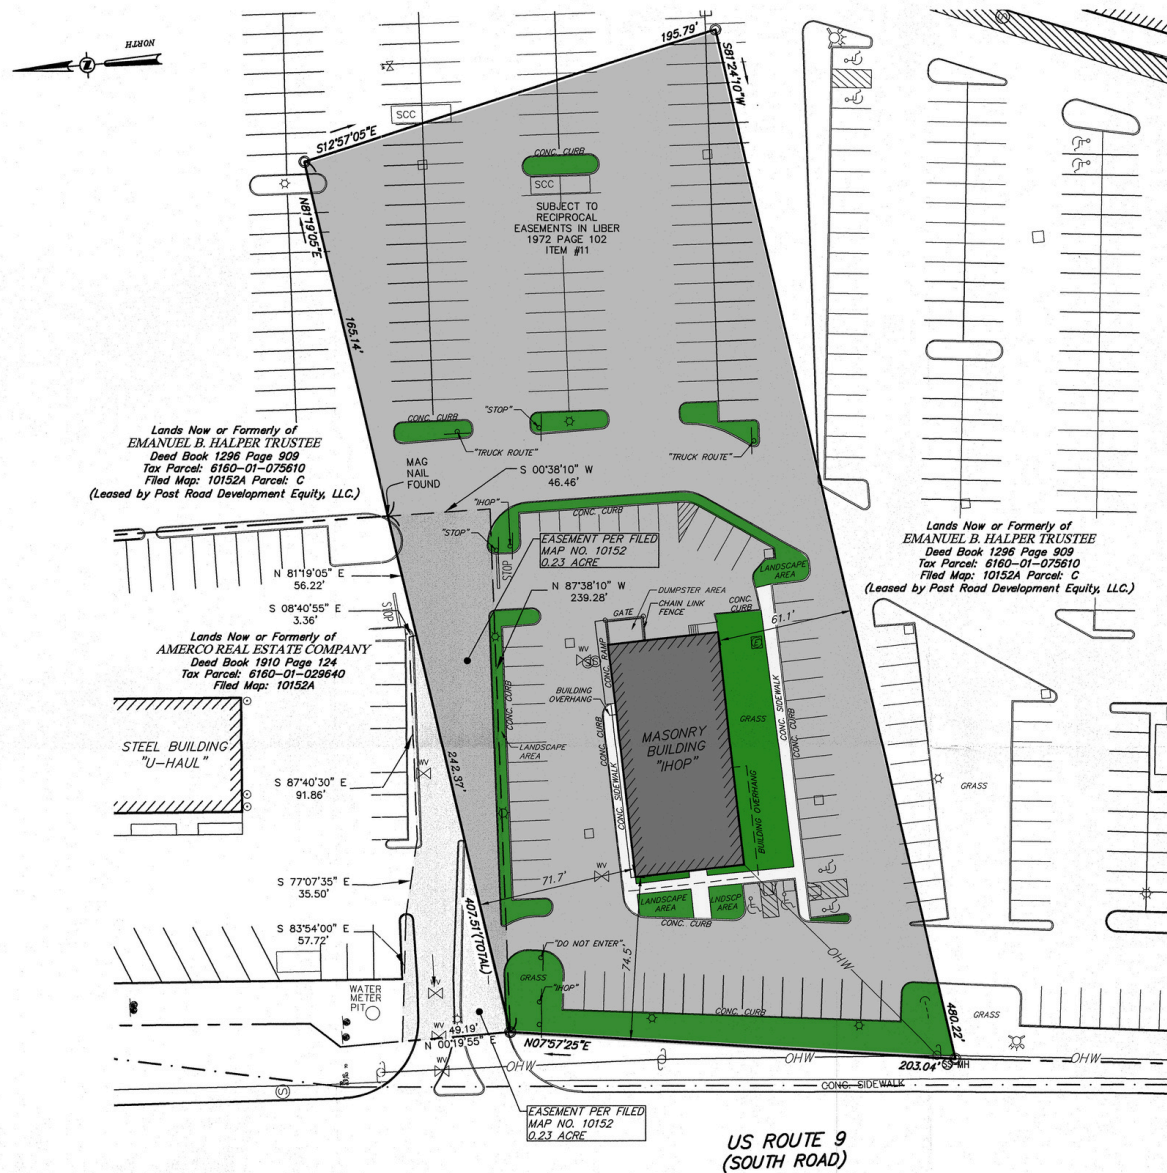 NORTH
Z
195.79'
S81°24'10"W
SCC
S12°57'05"E
CONC. CURB
SCC
SUBJECT TO
RECIPROCAL
EASEMENTS IN LIBER
1972 PAGE 102
ITEM #11
N81°19'05"E
165.14'
CONC. CURB
"STOP"
"TRUCK ROUTE"
"TRUCK ROUTE"
Lands Now or Formerly of
EMANUEL B. HALPER TRUSTEE
Deed Book 1296 Page 909
Tax Parcel: 6160-01-075610
Filed Map: 10152A Parcel: C
(Leased by Post Road Development Equity, LLC.)
MAG
NAIL
FOUND
S 00°38'10" W
46.46'
"IHOP"
CONC. CURB
"STOP"
STOP
EASEMENT PER FILED
MAP NO. 10152
0.23 ACRE
Lands Now or Formerly of
EMANUEL B. HALPER TRUSTEE
Deed Book 1296 Page 909
Tax Parcel: 6160-01-075610
Filed Map: 10152A Parcel: C
(Leased by Post Road Development Equity, LLC.)
LANDSCAPE
AREA
N 81°19'05" E
56.22'
N 87°38'10" W
239.28'
DUMPSTER AREA
CHAIN LINK
FENCE
GATE
CONC.
CURB
61.1'
S 08°40'55" E
3.36'
STOP
Lands Now or Formerly of
AMERCO REAL ESTATE COMPANY
Deed Book 1910 Page 124
Tax Parcel: 6160-01-029640
Filed Map: 10152A
WV
CONC. RAMP
BUILDING
OVERHANG
CONC. CURB
CONC. CURB
CONC. SIDEWALK
CONC. CURB
GRASS
MASONRY
BUILDING
"IHOP"
STEEL BUILDING
"U-HAUL"
LANDSCAPE
AREA
242.37'
WV
S 87°40'30" E
91.86'
GRASS
CONC. SIDEWALK
BUILDING OVERHANG
WV
71.7'
S 77°07'35" E
35.50'
407.51'(TOTAL)
LANDSCAPE
AREA
LNDSCP
AREA
CONC. CURB
S 83°54'00" E
57.72'
"DO NOT ENTER"
74.5'
OHW
GRASS
"IHOP"
WV
WATER
METER
PIT
CONC. CURB
480.22'
GRASS
WV
49.19'
N 00°19'55" E
N07°57'25"E
WV
OHW
OHW
203.04'
SS-MH
OHW
CONC. SIDEWALK
S
EASEMENT PER FILED
MAP NO. 10152
0.23 ACRE
US ROUTE 9
(SOUTH ROAD)